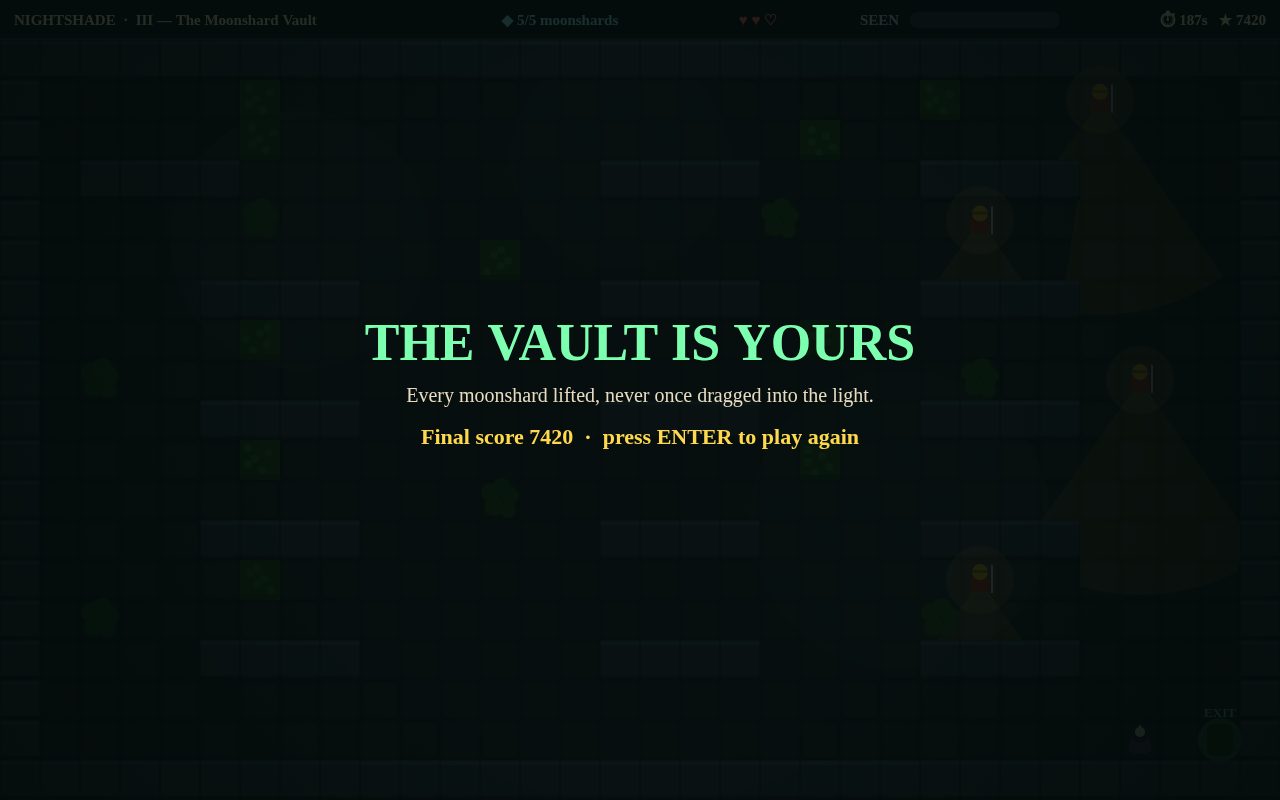 NIGHTSHADE · III — The Moonshard Vault
◆ 5/5 moonshards
♥ ♥ ♡
SEEN
⏱ 187s ★ 7420
THE VAULT IS YOURS
Every moonshard lifted, never once dragged into the light.
Final score 7420 · press ENTER to play again
EXIT